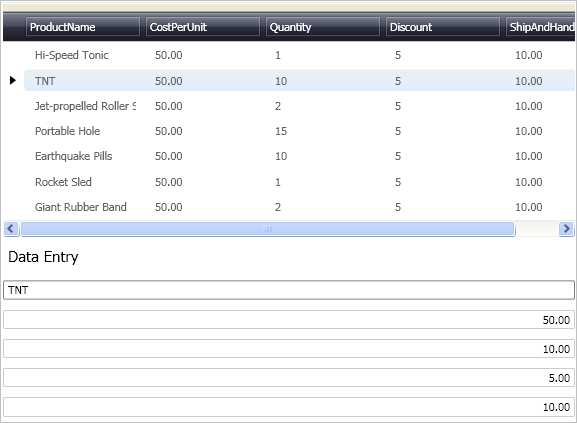 ProductName CostPerUnit Quantity Discount ShipAndHand
Hi-Speed Tonic 50.00 1 5 10.00
TNT 50.00 10 5 10.00
Jet-propelled Roller S 50.00 2 5 10.00
Portable Hole 50.00 15 5 10.00
Earthquake Pills 50.00 10 5 10.00
Rocket Sled 50.00 1 5 10.00
Giant Rubber Band 50.00 2 5 10.00
Data Entry
TNT
50.00
10.00
5.00
10.00